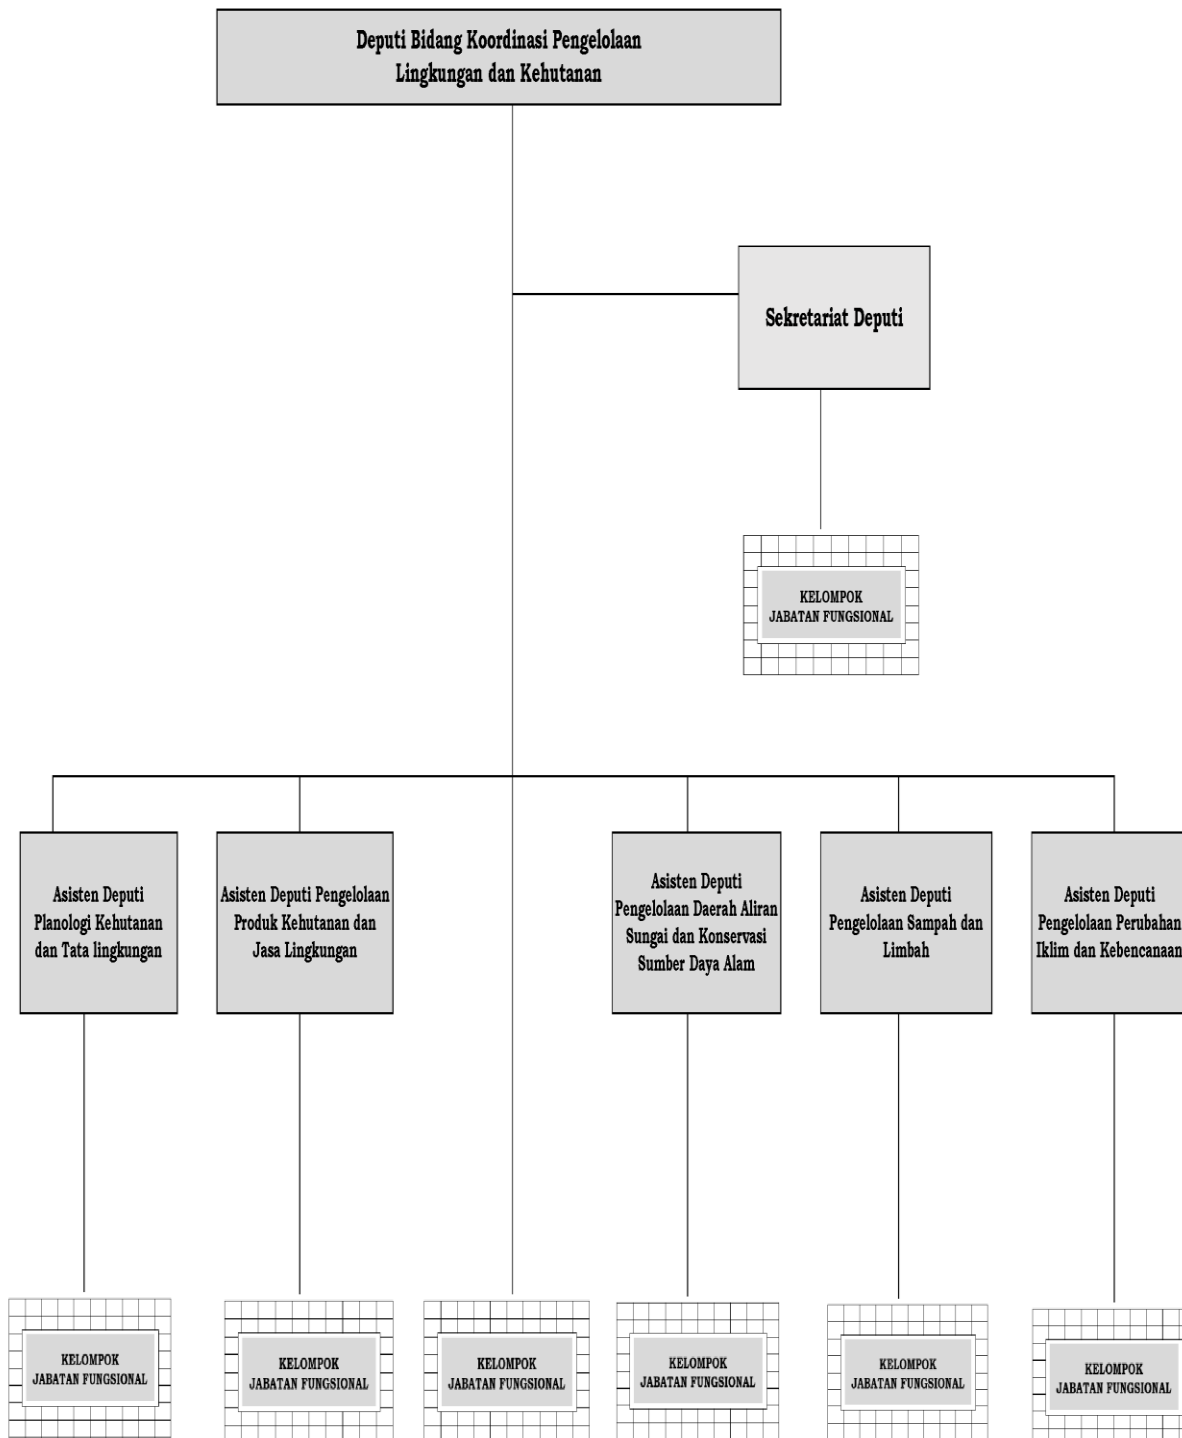 Deputi Bidang Koordinasi Pengelolaan
Lingkungan dan Kehutanan
Sekretariat Deputi
KELOMPOK
JABATAN FUNGSIONAL
Asisten Deputi
Planologi Kehutanan
dan Tata lingkungan
Asisten Deputi Pengelolaan
Produk Kehutanan dan
Jasa Lingkungan
Asisten Deputi
Pengelolaan Daerah Aliran
Sungai dan Konservasi
Sumber Daya Alam
Asisten Deputi
Pengelolaan Sampah dan
Limbah
Asisten Deputi
Pengelolaan Perubahan
Iklim dan Kebencanaan
KELOMPOK
JABATAN FUNGSIONAL
KELOMPOK
JABATAN FUNGSIONAL
KELOMPOK
JABATAN FUNGSIONAL
KELOMPOK
JABATAN FUNGSIONAL
KELOMPOK
JABATAN FUNGSIONAL
KELOMPOK
JABATAN FUNGSIONAL